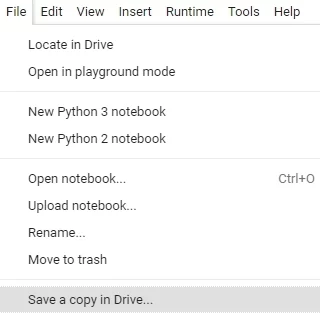 File Edit View Insert Runtime Tools Help
Locate in Drive
Open in playground mode
New Python 3 notebook
New Python 2 notebook
Open notebook... Ctrl+O
Upload notebook...
Rename...
Move to trash
Save a copy in Drive...